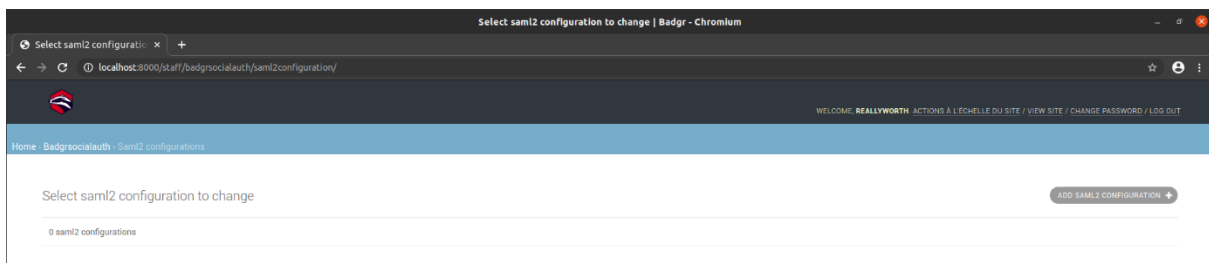 Select saml2 configuration to change | Badgr - Chromium
Select saml2 configuratio
localhost:8000/staff/badgrsocialauth/saml2configuration/
WELCOME, REALLYWORTH ACTIONS À L'ÉCHELLE DU SITE / VIEW SITE / CHANGE PASSWORD / LOG OUT
Home › Badgrsocialauth › Saml2 configurations
Select saml2 configuration to change
ADD SAML2 CONFIGURATION +
0 saml2 configurations